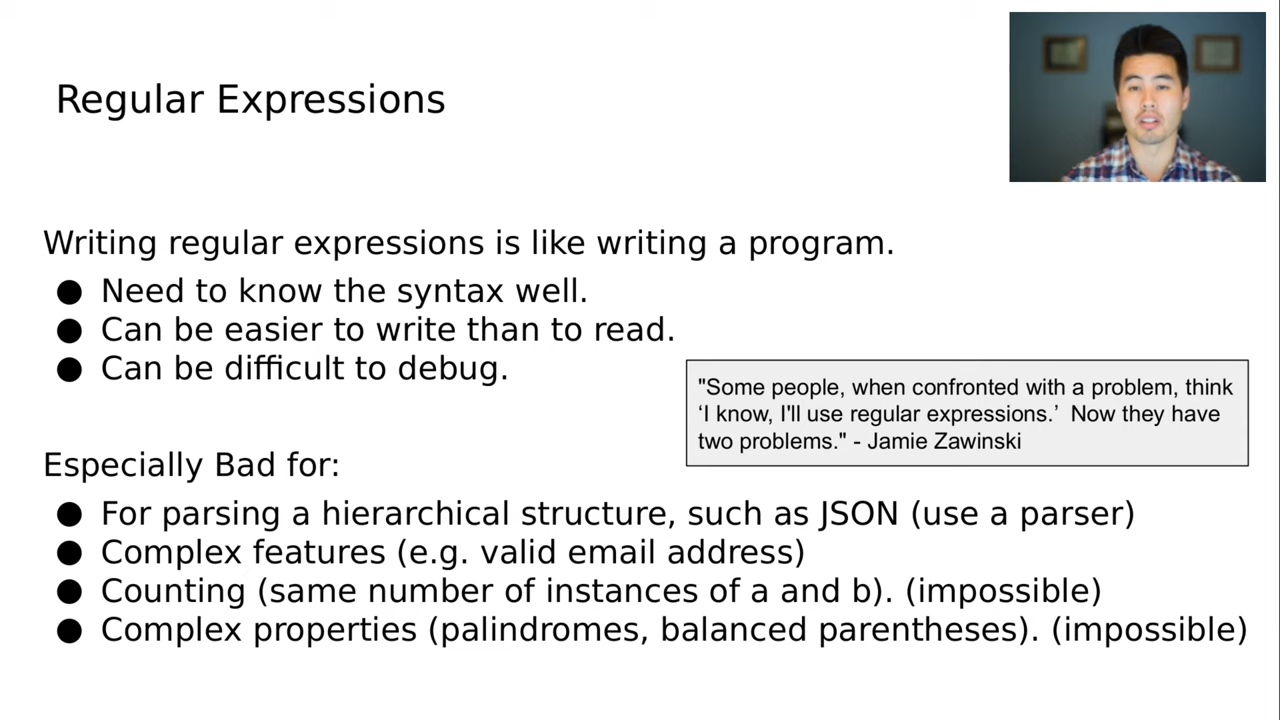 Regular Expressions
Writing regular expressions is like writing a program.
● Need to know the syntax well.
● Can be easier to write than to read.
● Can be difficult to debug.
"Some people, when confronted with a problem, think
‘I know, I'll use regular expressions.’ Now they have
two problems." - Jamie Zawinski
Especially Bad for:
● For parsing a hierarchical structure, such as JSON (use a parser)
● Complex features (e.g. valid email address)
● Counting (same number of instances of a and b). (impossible)
● Complex properties (palindromes, balanced parentheses). (impossible)